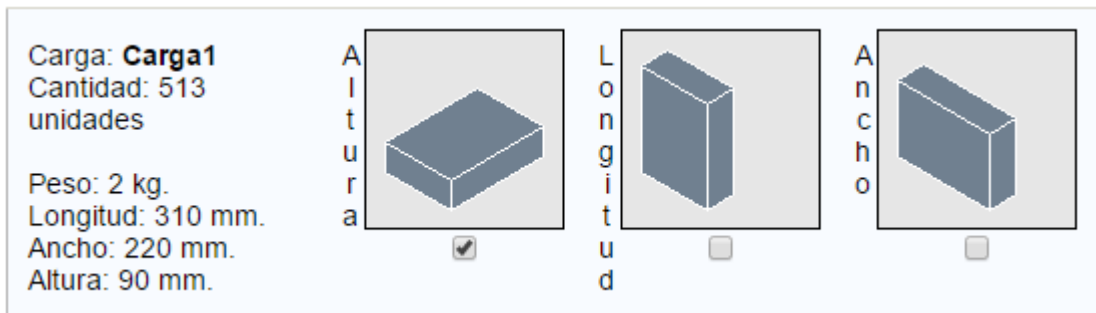 Carga: Carga1
Cantidad: 513
unidades
Peso: 2 kg.
Longitud: 310 mm.
Ancho: 220 mm.
Altura: 90 mm.
Altura
Longitud
Ancho